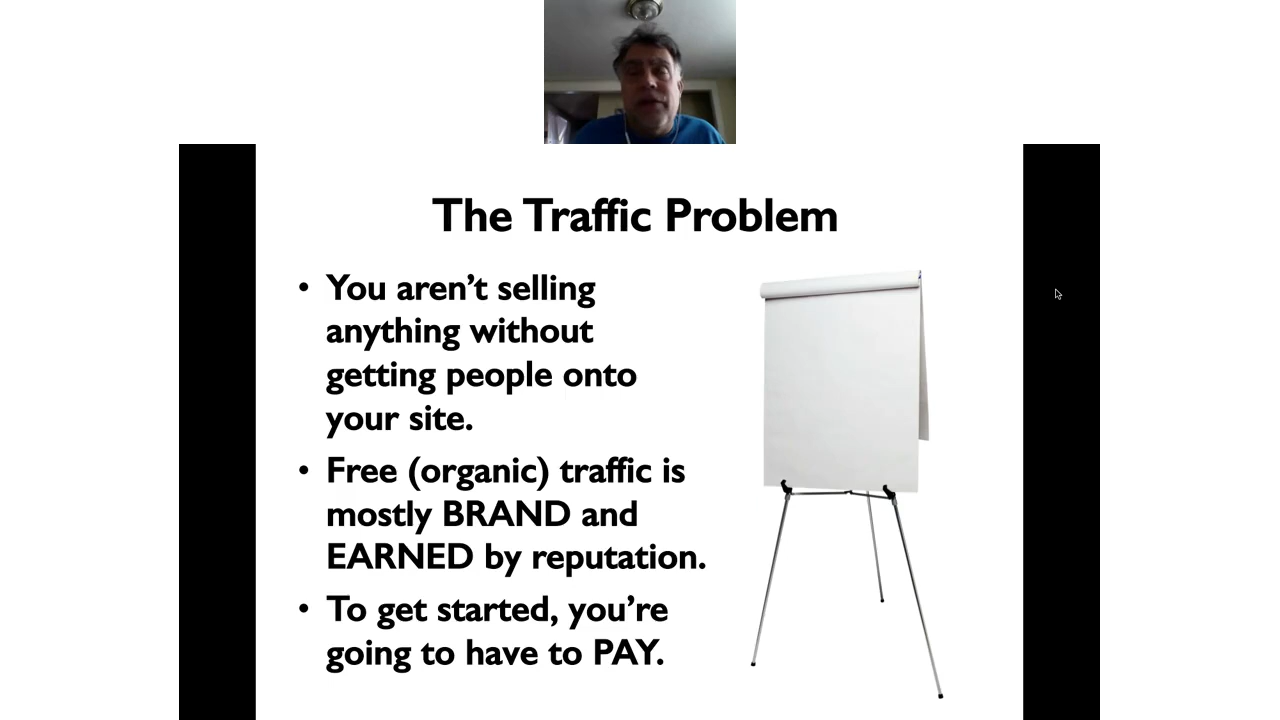 The Traffic Problem
• You aren’t selling
anything without
getting people onto
your site.
• Free (organic) traffic is
mostly BRAND and
EARNED by reputation.
• To get started, you’re
going to have to PAY.